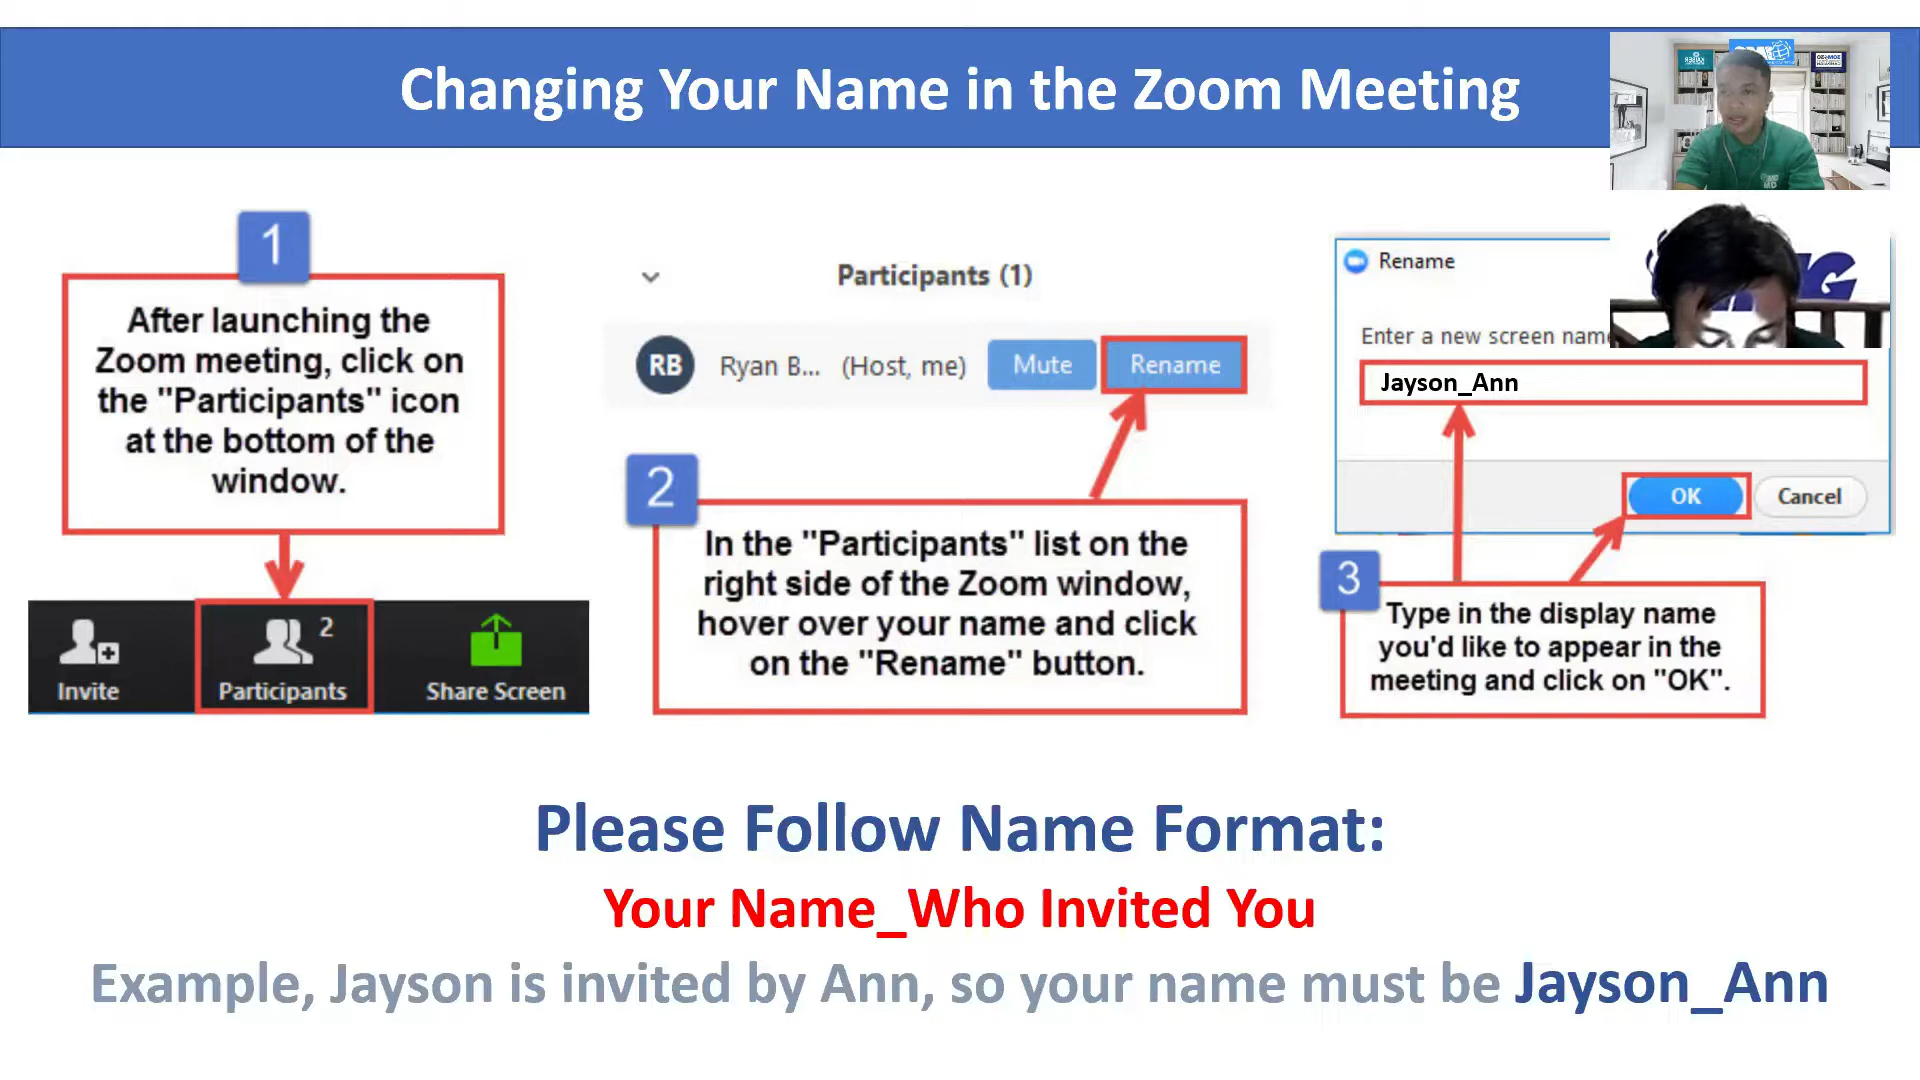 Changing Your Name in the Zoom Meeting
1
After launching the
Zoom meeting, click on
the "Participants" icon
at the bottom of the
window.
Invite
2
Participants
Share Screen
Participants (1)
RB
Ryan B...
(Host, me)
Mute
Rename
2
In the "Participants" list on the
right side of the Zoom window,
hover over your name and click
on the "Rename" button.
Rename
Enter a new screen name
Jayson_Ann
OK
Cancel
3
Type in the display name
you'd like to appear in the
meeting and click on "OK".
Please Follow Name Format:
Your Name_Who Invited You
Example, Jayson is invited by Ann, so your name must be Jayson_Ann